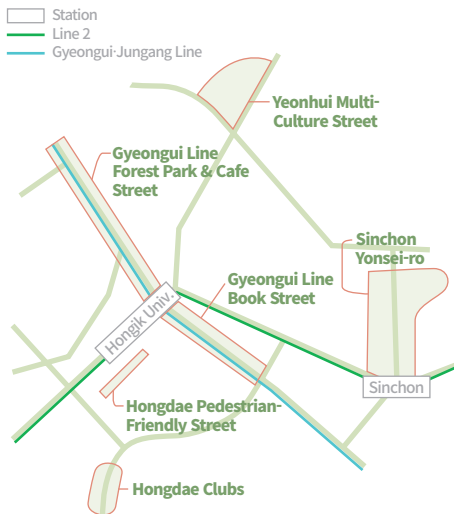 Station
Line 2
Gyeongui·Jungang Line
Yeonhui Multi-
Culture Street
Gyeongui Line
Forest Park & Cafe
Street
Sinchon
Yonsei-ro
Gyeongui Line
Book Street
Hongik Univ.
Sinchon
Hongdae Pedestrian-
Friendly Street
Hongdae Clubs